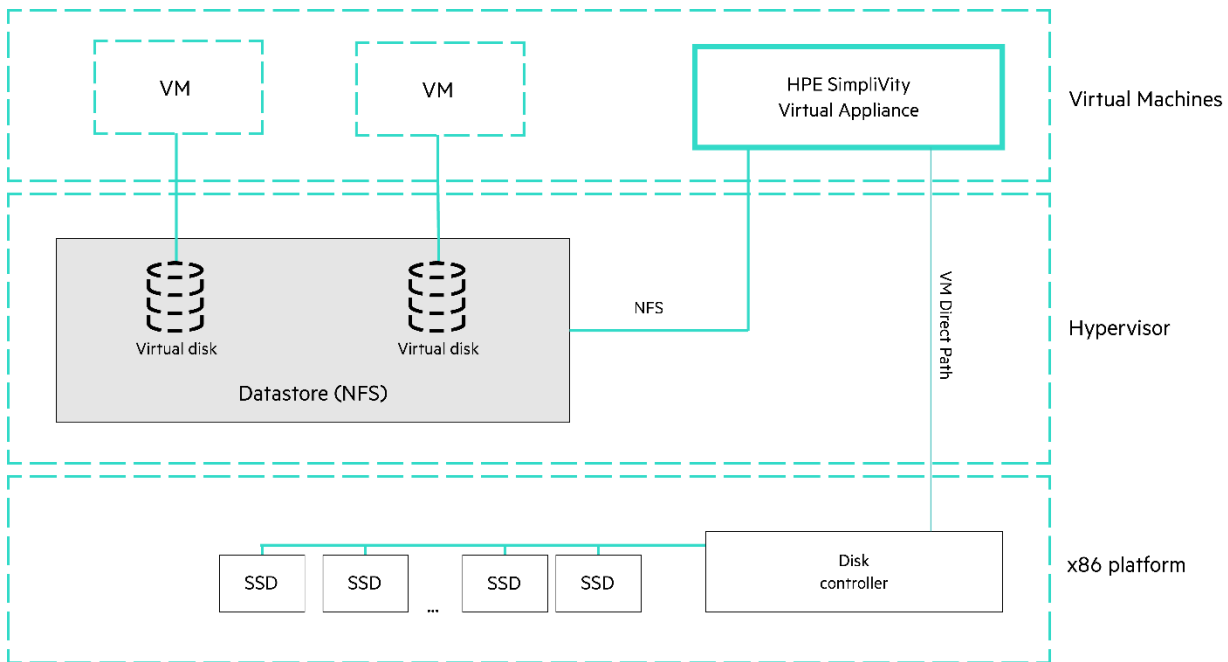 VM
VM
HPE SimpliVity
Virtual Appliance
Virtual Machines
Virtual disk
Virtual disk
Datastore (NFS)
NFS
VM Direct Path
Hypervisor
SSD
SSD
...
SSD
SSD
Disk
controller
x86 platform